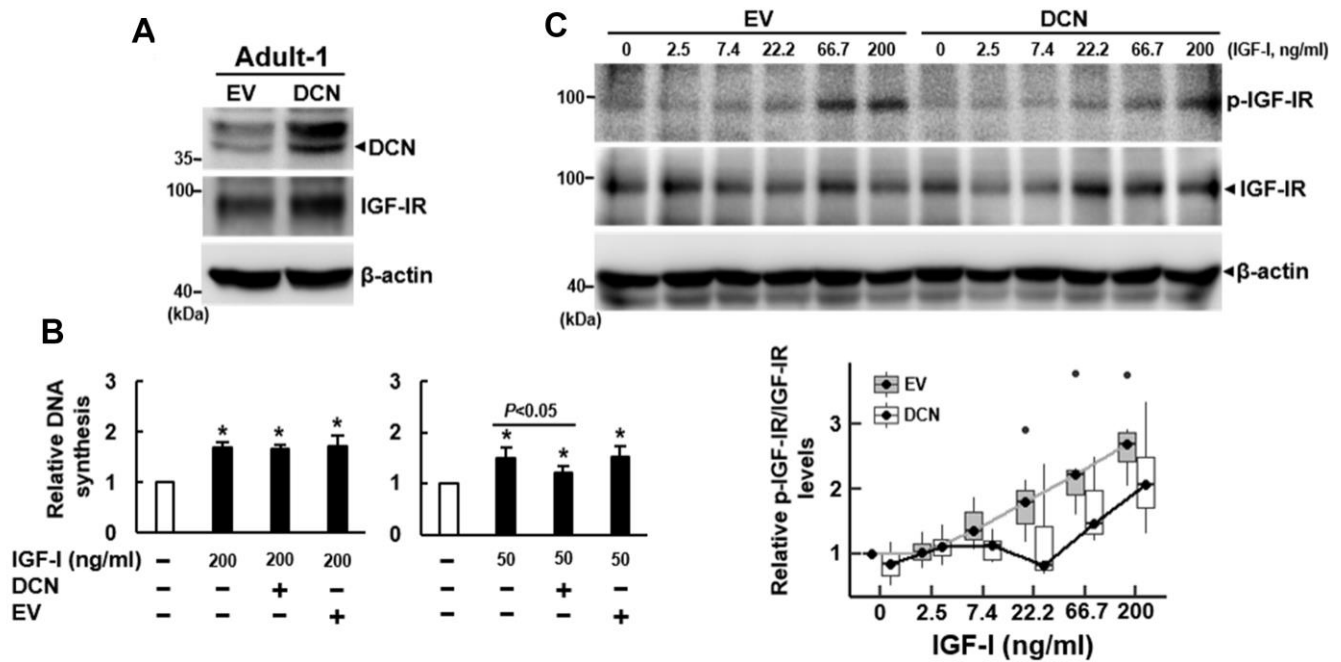 A
Adult-1
EV DCN
35
◄DCN
100
IGF-IR
40
β-actin
(kDa)
C
EV DCN
0 2.5 7.4 22.2 66.7 200 0 2.5 7.4 22.2 66.7 200 (IGF-I, ng/ml)
100
p-IGF-IR
100
◄IGF-IR
◄β-actin
40
(kDa)
B
Relative DNA
synthesis
3
2
1
0
* * *
IGF-I (ng/ml) – 200 200 200
DCN – – + –
EV – – – +
3
2
1
0
P<0.05
* * *
– 50 50 50
– – + –
– – – +
Relative p-IGF-IR/IGF-IR
levels
3
2
1
EV
DCN
0 2.5 7.4 22.2 66.7 200
IGF-I (ng/ml)